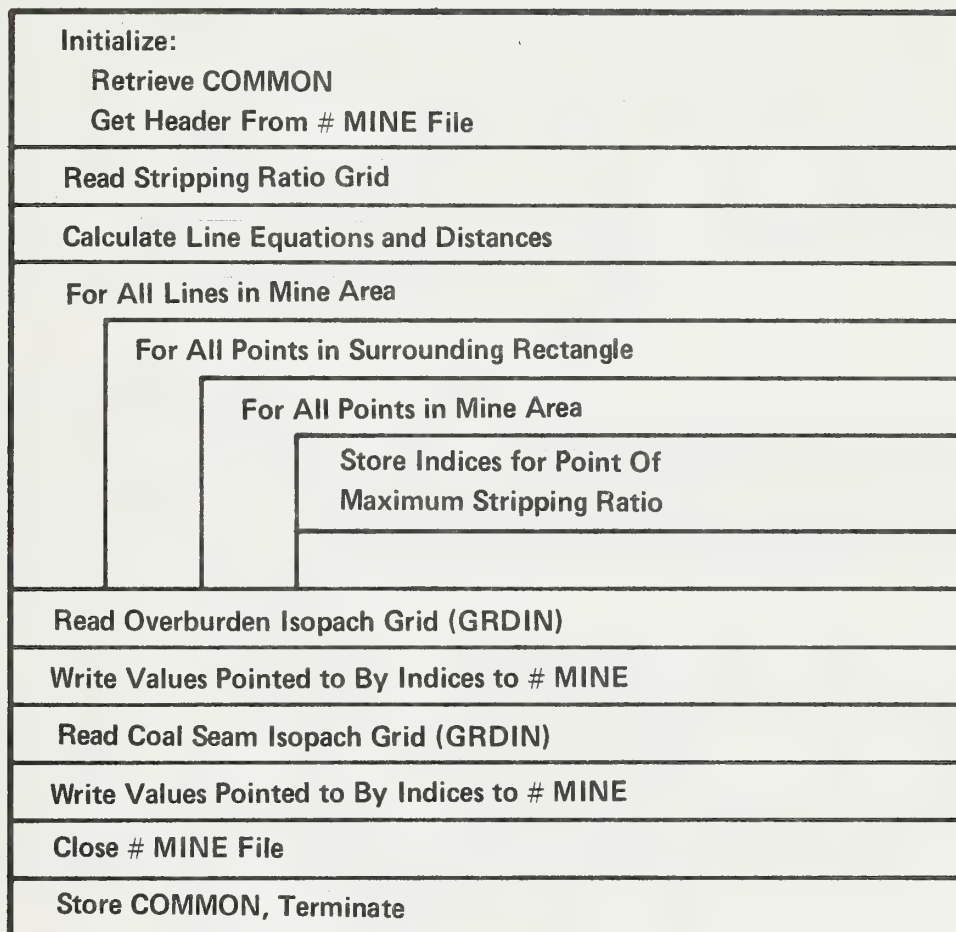 Initialize:
Retrieve COMMON
Get Header From # MINE File
Read Stripping Ratio Grid
Calculate Line Equations and Distances
For All Lines in Mine Area
For All Points in Surrounding Rectangle
For All Points in Mine Area
Store Indices for Point Of
Maximum Stripping Ratio
Read Overburden Isopach Grid (GRDIN)
Write Values Pointed to By Indices to # MINE
Read Coal Seam Isopach Grid (GRDIN)
Write Values Pointed to By Indices to # MINE
Close # MINE File
Store COMMON, Terminate